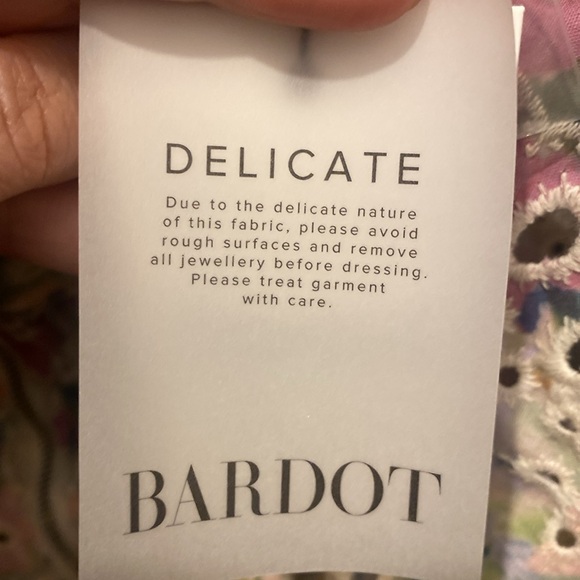 DELICATE
Due to the delicate nature
of this fabric, please avoid
rough surfaces and remove
all jewellery before dressing.
Please treat garment
with care.
BARDOT